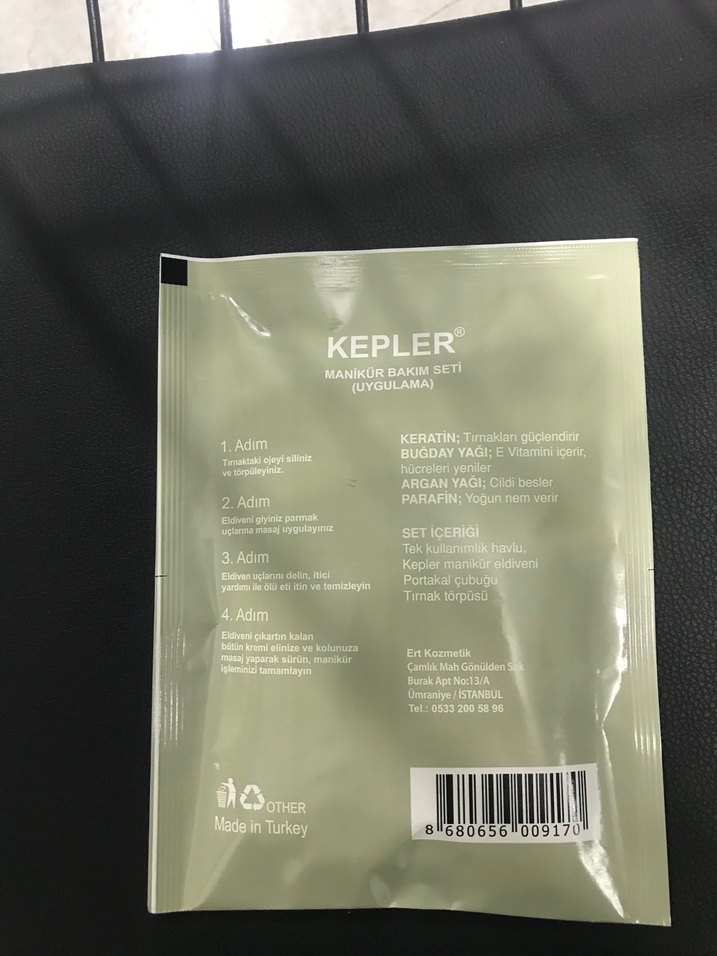 KEPLER®
MANİKÜR BAKIM SETİ
(UYGULAMA)
1. Adım
Tırnaktaki ojeyi siliniz
ve törpüleyiniz.
2. Adım
Eldiveni giyiniz parmak
uçlarına masaj uygulayınız
3. Adım
Eldiven uçlarını delin, itici
yardımı ile ölü eti itin ve temizleyin
4. Adım
Eldiveni çıkartın kalan
bütün kremi elinize ve kolunuza
masaj yaparak sürün, manikür
işleminizi tamamlayın
KERATİN; Tırnakları güçlendirir
BUĞDAY YAĞI; E Vitamini içerir,
hücreleri yeniler
ARGAN YAĞI; Cildi besler
PARAFİN; Yoğun nem verir
SET İÇERİĞİ
Tek kullanımlık havlu,
Kepler manikür eldiveni
Portakal çubuğu
Tırnak törpüsü
Ert Kozmetik
Çamlık Mah Gönülden Sok
Burak Apt No:13/A
Ümraniye / İSTANBUL
Tel.: 0533 200 58 96
OTHER
Made in Turkey
8 680656 009170